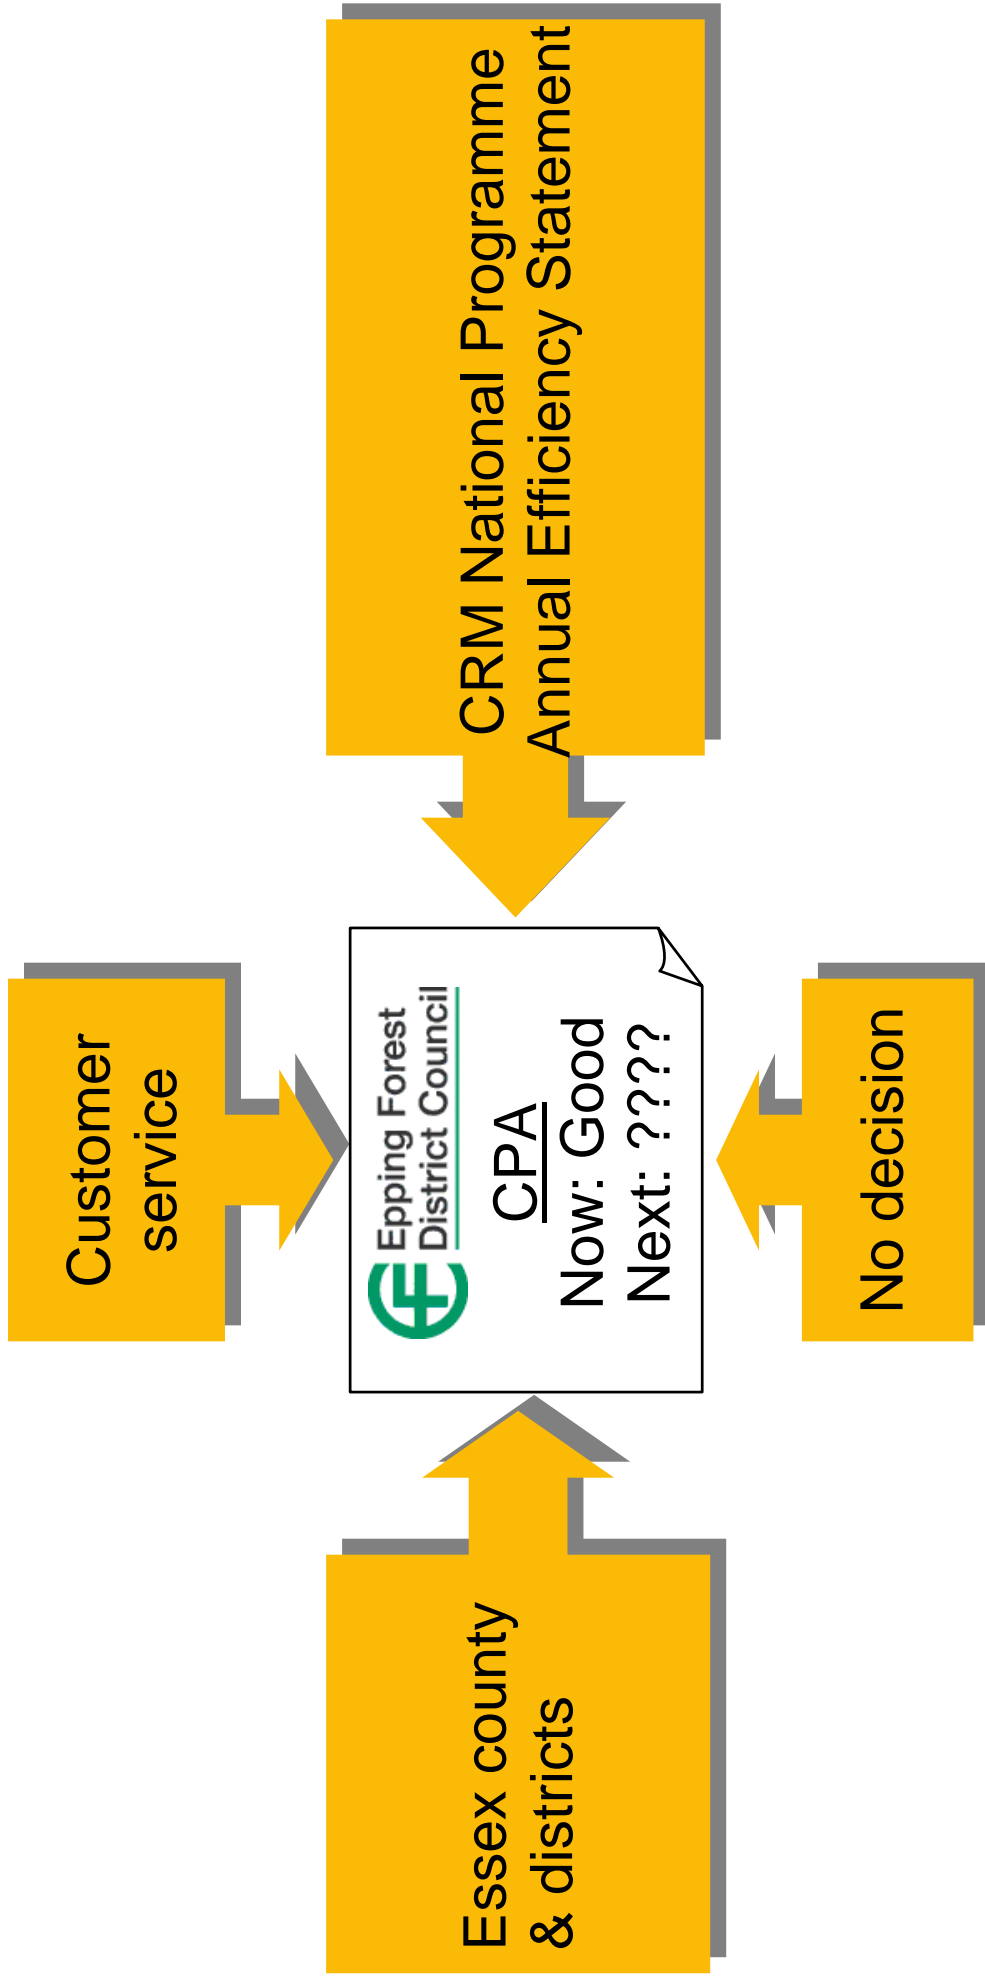 Customer
service
Essex county
& districts
Epping Forest
District Council
CPA
Now: Good
Next: ????
CRM National Programme
Annual Efficiency Statement
No decision